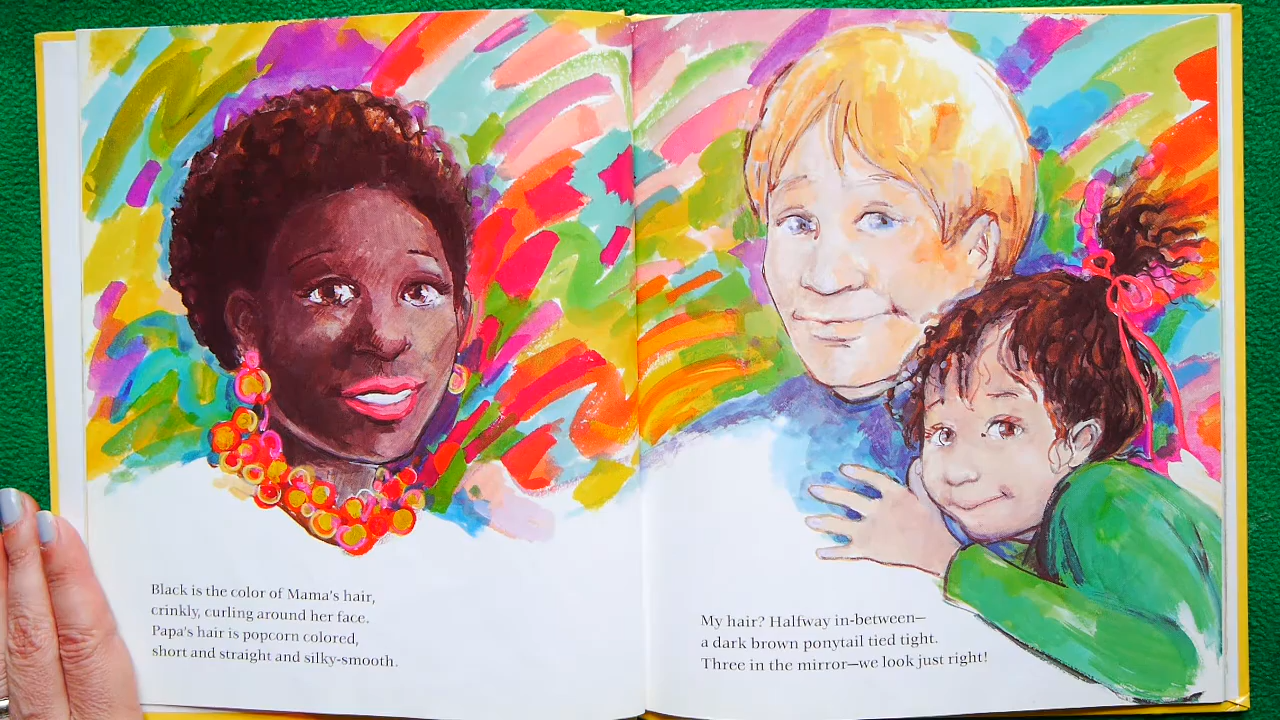 Black is the color of Mama's hair,
crinkly, curling around her face.
Papa's hair is popcorn colored,
short and straight and silky-smooth.
My hair? Halfway in-between—
a dark brown ponytail tied tight.
Three in the mirror—we look just right!